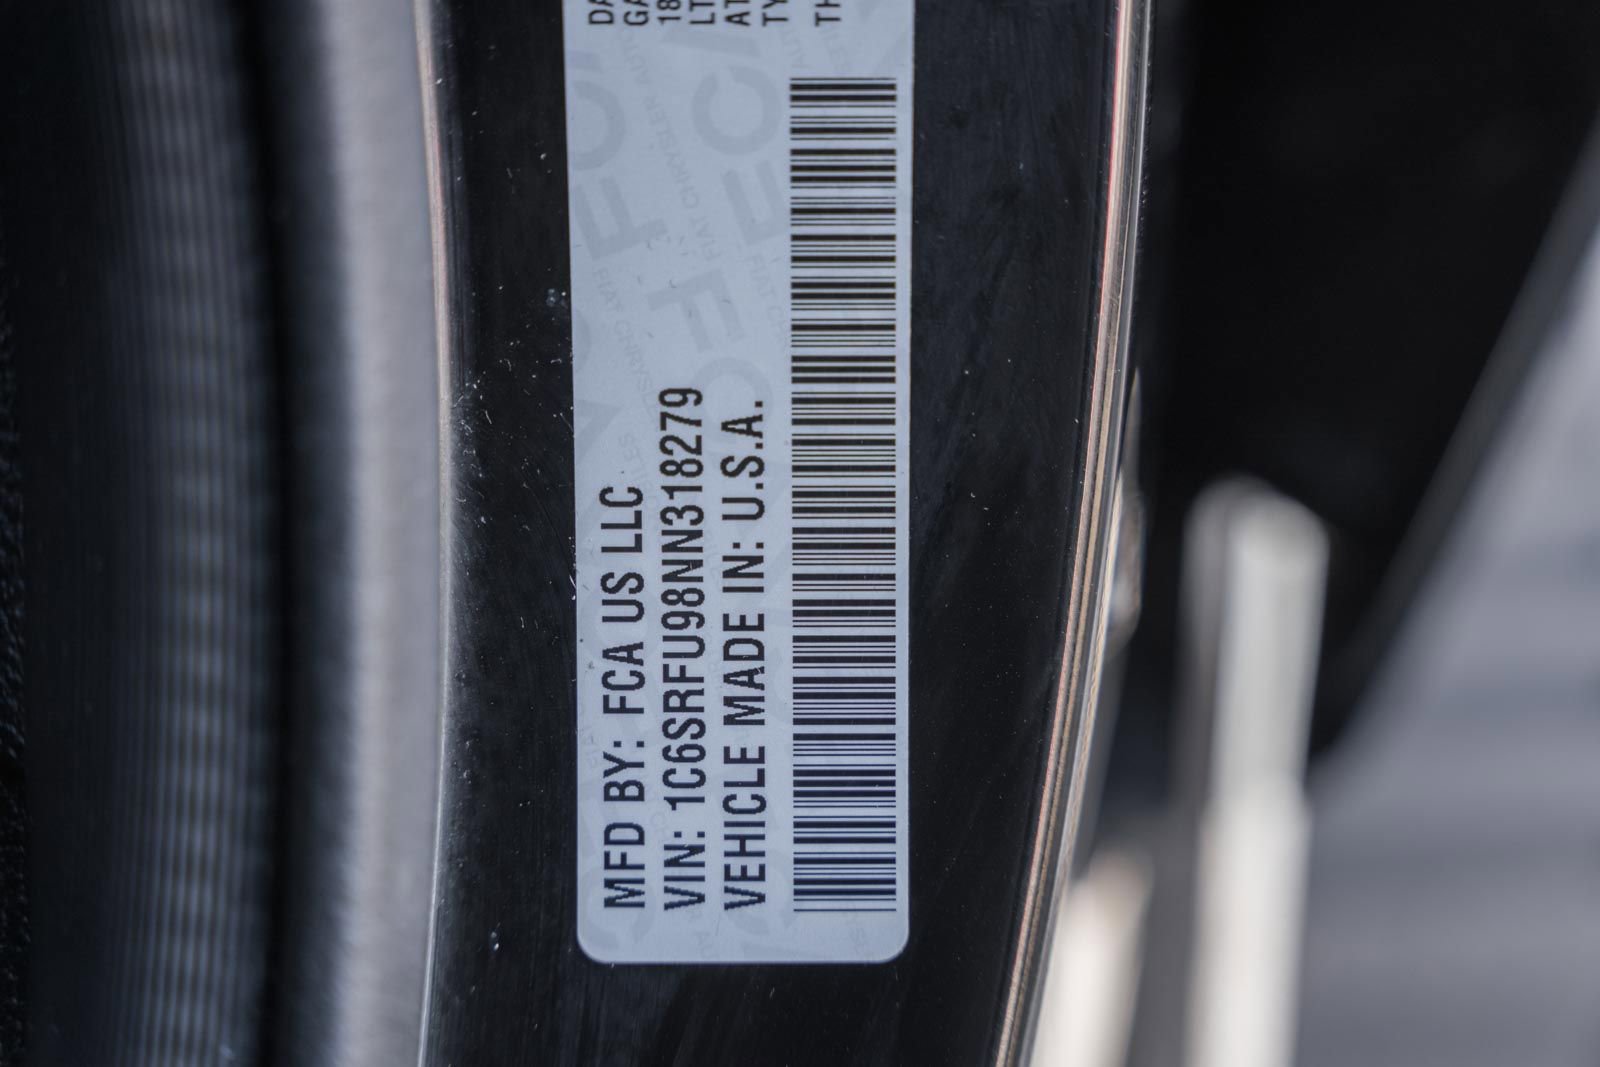 MFD BY: FCA US LLC
VIN: 1C6SRFU98NN318279
VEHICLE MADE IN: U.S.A.